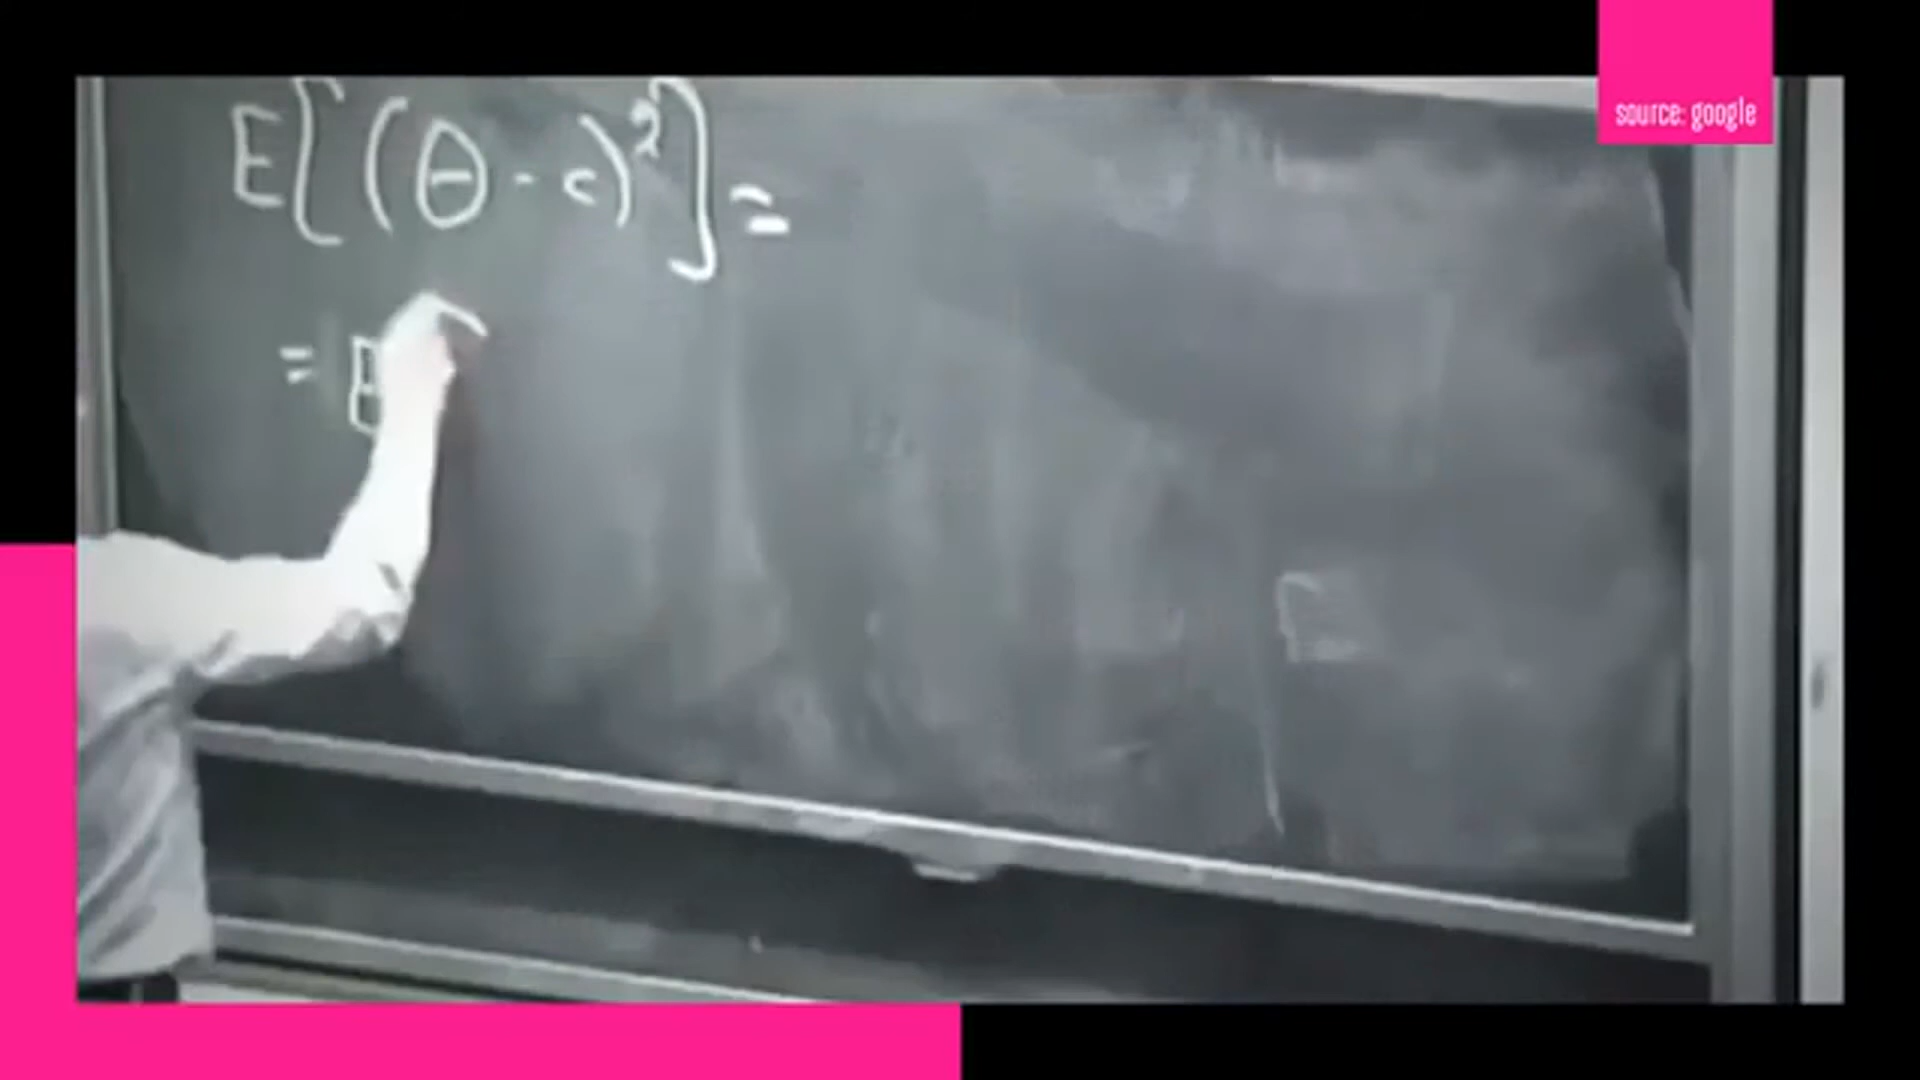 source: google
E[(θ-c)²]=
= E